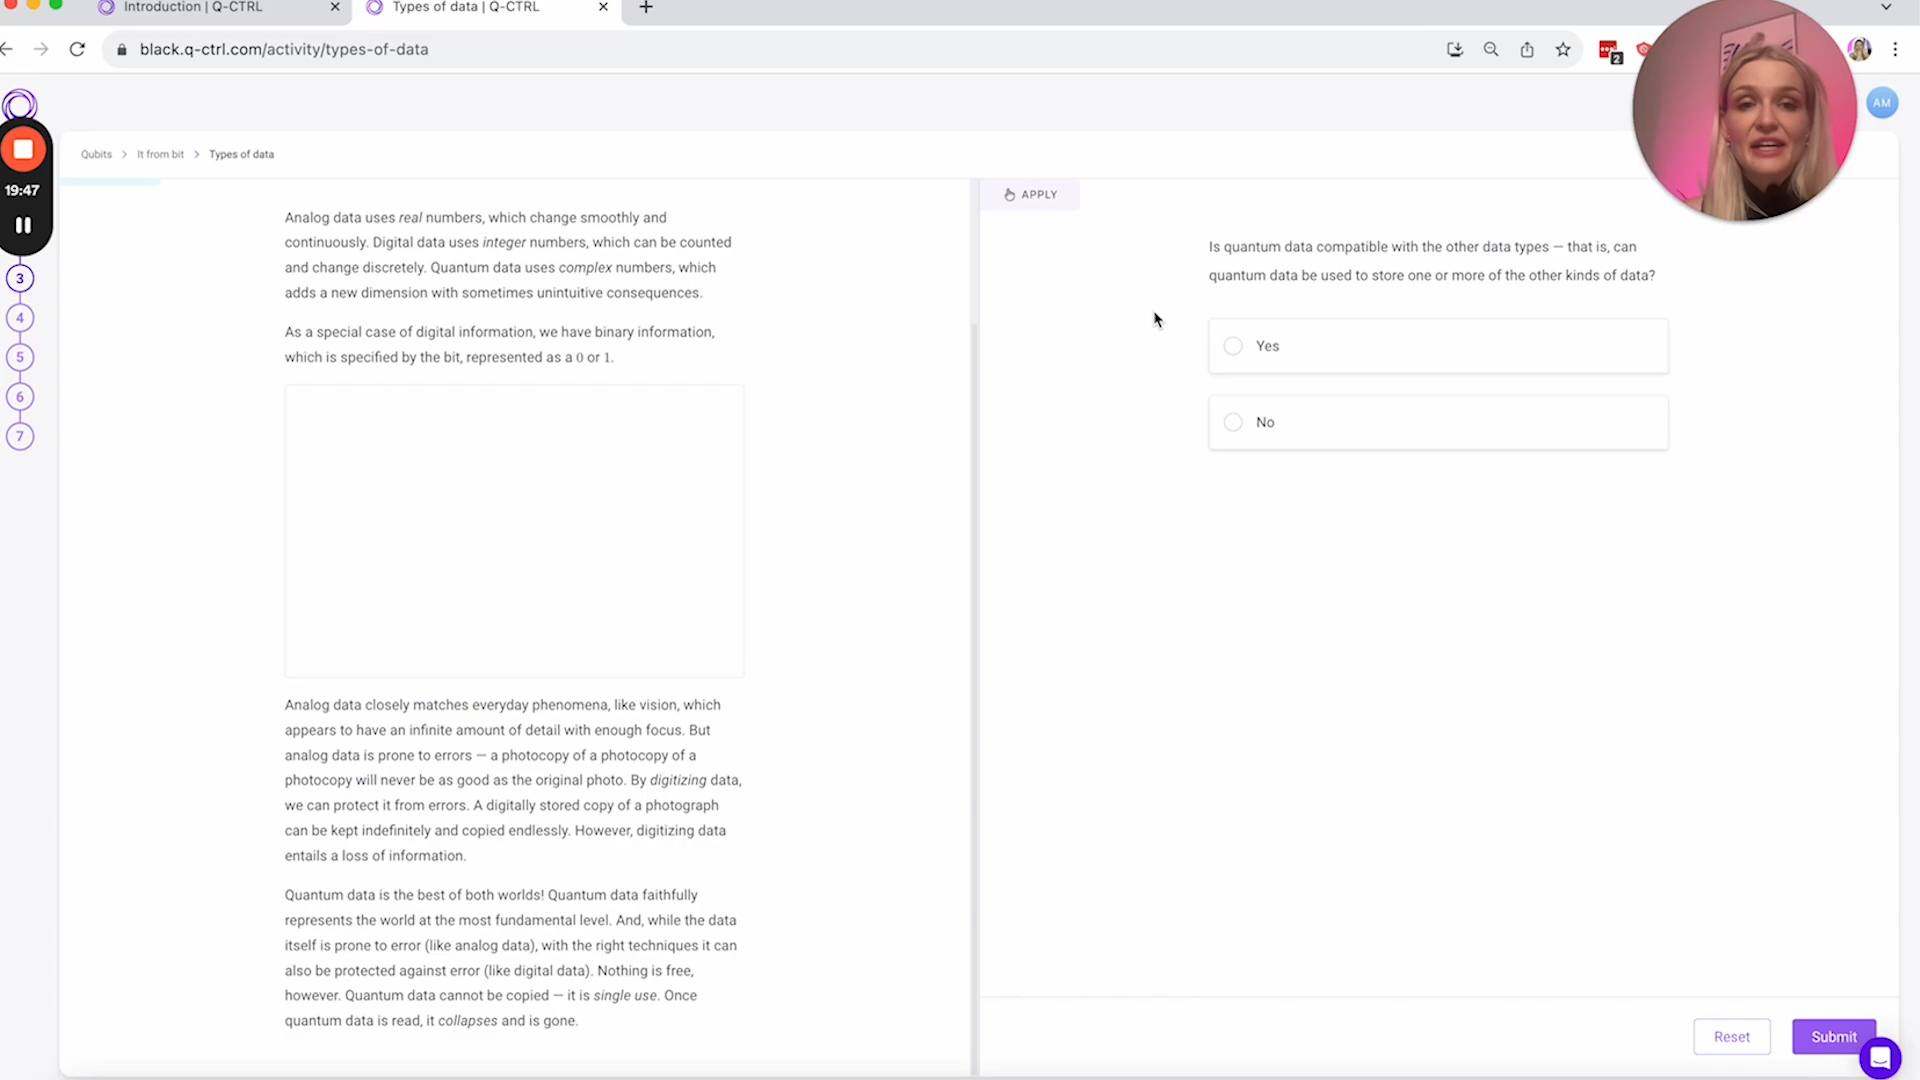 Introduction | Q-CTRL
Types of data | Q-CTRL
black.q-ctrl.com/activity/types-of-data
2
AM
19:47
3
4
5
6
7
Qubits > It from bit > Types of data
Analog data uses real numbers, which change smoothly and
continuously. Digital data uses integer numbers, which can be counted
and change discretely. Quantum data uses complex numbers, which
adds a new dimension with sometimes unintuitive consequences.
As a special case of digital information, we have binary information,
which is specified by the bit, represented as a 0 or 1.
Analog data closely matches everyday phenomena, like vision, which
appears to have an infinite amount of detail with enough focus. But
analog data is prone to errors — a photocopy of a photocopy of a
photocopy will never be as good as the original photo. By digitizing data,
we can protect it from errors. A digitally stored copy of a photograph
can be kept indefinitely and copied endlessly. However, digitizing data
entails a loss of information.
Quantum data is the best of both worlds! Quantum data faithfully
represents the world at the most fundamental level. And, while the data
itself is prone to error (like analog data), with the right techniques it can
also be protected against error (like digital data). Nothing is free,
however. Quantum data cannot be copied — it is single use. Once
quantum data is read, it collapses and is gone.
APPLY
Is quantum data compatible with the other data types — that is, can
quantum data be used to store one or more of the other kinds of data?
Yes
No
Reset
Submit